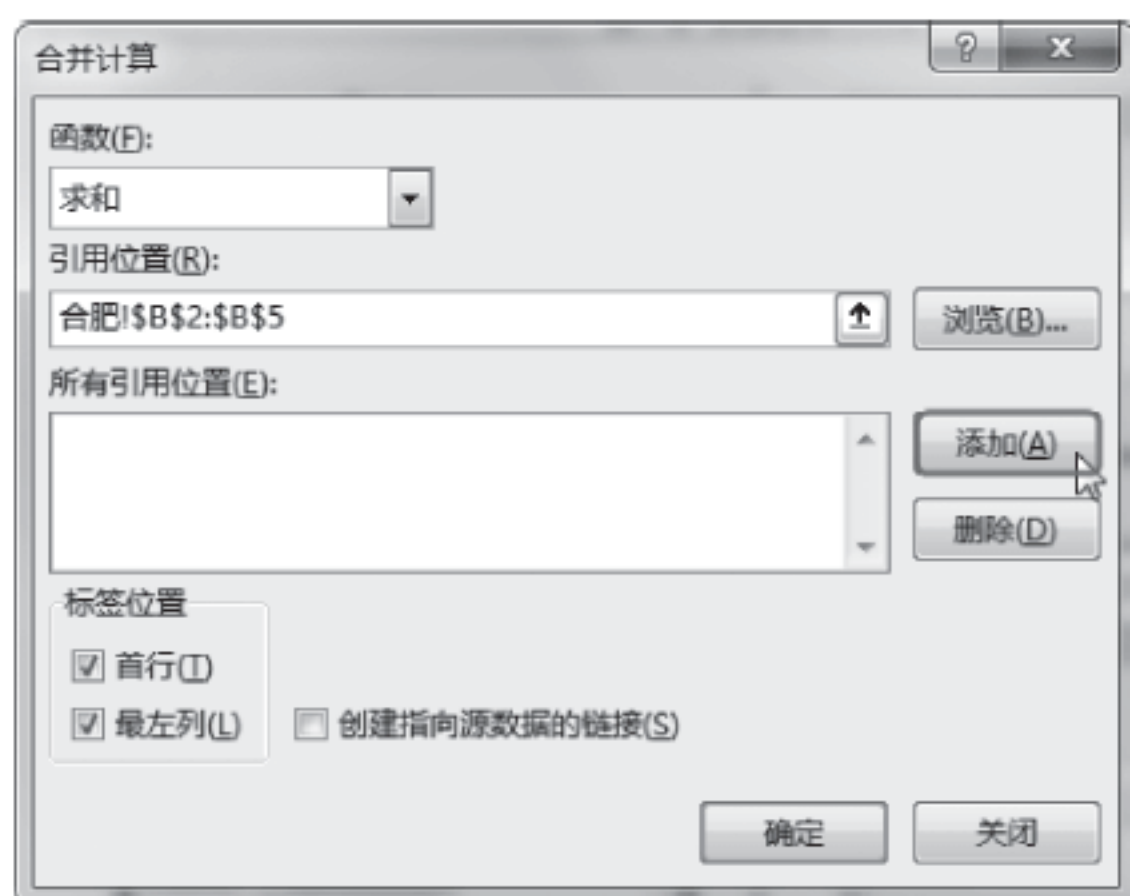 合并计算
函数(F):
求和
引用位置(R):
合肥!$B$2:$B$5
浏览(B)...
所有引用位置(E):
添加(A)
删除(D)
标签位置
首行(T)
最左列(L)
创建指向源数据的链接(S)
确定
关闭